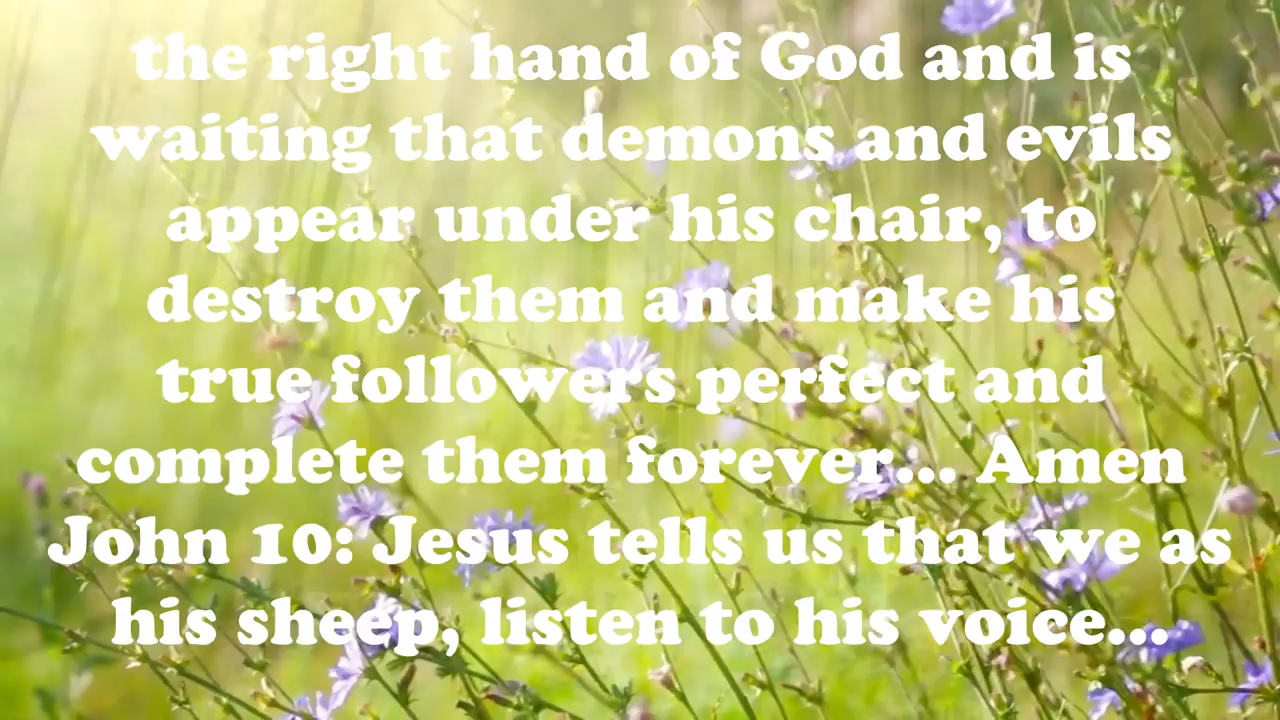 the right hand of God and is
waiting that demons and evils
appear under his chair, to
destroy them and make his
true followers perfect and
complete them forever... Amen
John 10: Jesus tells us that we as
his sheep, listen to his voice...